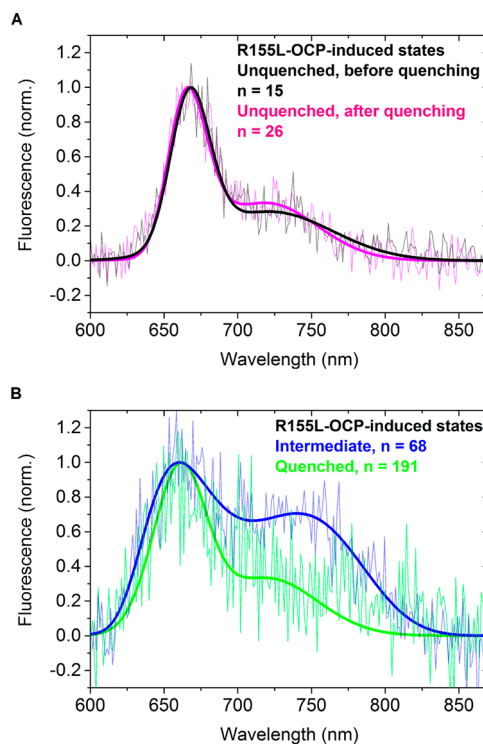 A
R155L-OCP-induced states
Unquenched, before quenching
n = 15
Unquenched, after quenching
n = 26
Fluorescence (norm.)
1.2
1.0
0.8
0.6
0.4
0.2
0.0
-0.2
600 650 700 750 800 850
Wavelength (nm)
B
R155L-OCP-induced states
Intermediate, n = 68
Quenched, n = 191
Fluorescence (norm.)
1.2
1.0
0.8
0.6
0.4
0.2
0.0
-0.2
600 650 700 750 800 850
Wavelength (nm)